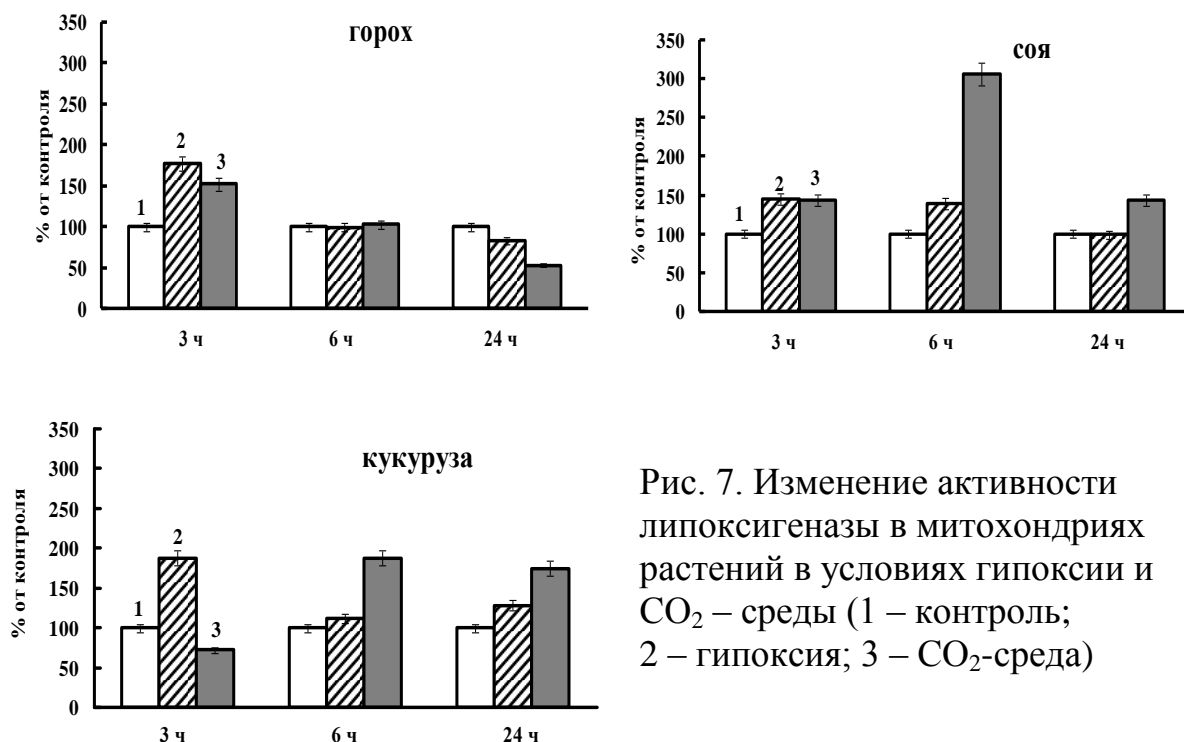 горох
% от контроля
350
300
250
200
150
100
50
0
1
2
3
3 ч
6 ч
24 ч
соя
% от контроля
350
300
250
200
150
100
50
0
1
2
3
3 ч
6 ч
24 ч
кукуруза
% от контроля
350
300
250
200
150
100
50
0
1
2
3
3 ч
6 ч
24 ч
Рис. 7. Изменение активности
липоксигеназы в митохондриях
растений в условиях гипоксии и
CO₂ – среды (1 – контроль;
2 – гипоксия; 3 – CO₂-среда)